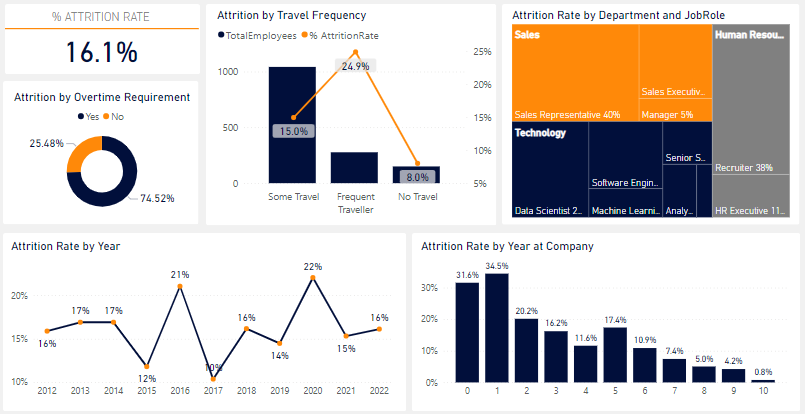 % ATTRITION RATE
16.1%
Attrition by Overtime Requirement
Yes No
25.48%
74.52%
Attrition by Travel Frequency
TotalEmployees % AttritionRate
1000
500
0
25%
20%
15%
10%
5%
15.0%
24.9%
8.0%
Some Travel
Frequent
Traveller
No Travel
Attrition Rate by Department and JobRole
Sales
Sales Representative 40%
Sales Executiv...
Manager 5%
Human Resou...
Recruiter 38%
HR Executive 11...
Technology
Data Scientist 2...
Software Engin...
Machine Learni...
Senior S...
Analy...
Attrition Rate by Year
20%
15%
10%
16%
17%
17%
12%
21%
10%
16%
14%
22%
15%
16%
2012 2013 2014 2015 2016 2017 2018 2019 2020 2021 2022
Attrition Rate by Year at Company
30%
20%
10%
0%
31.6%
34.5%
20.2%
16.2%
11.6%
17.4%
10.9%
7.4%
5.0%
4.2%
0.8%
0 1 2 3 4 5 6 7 8 9 10